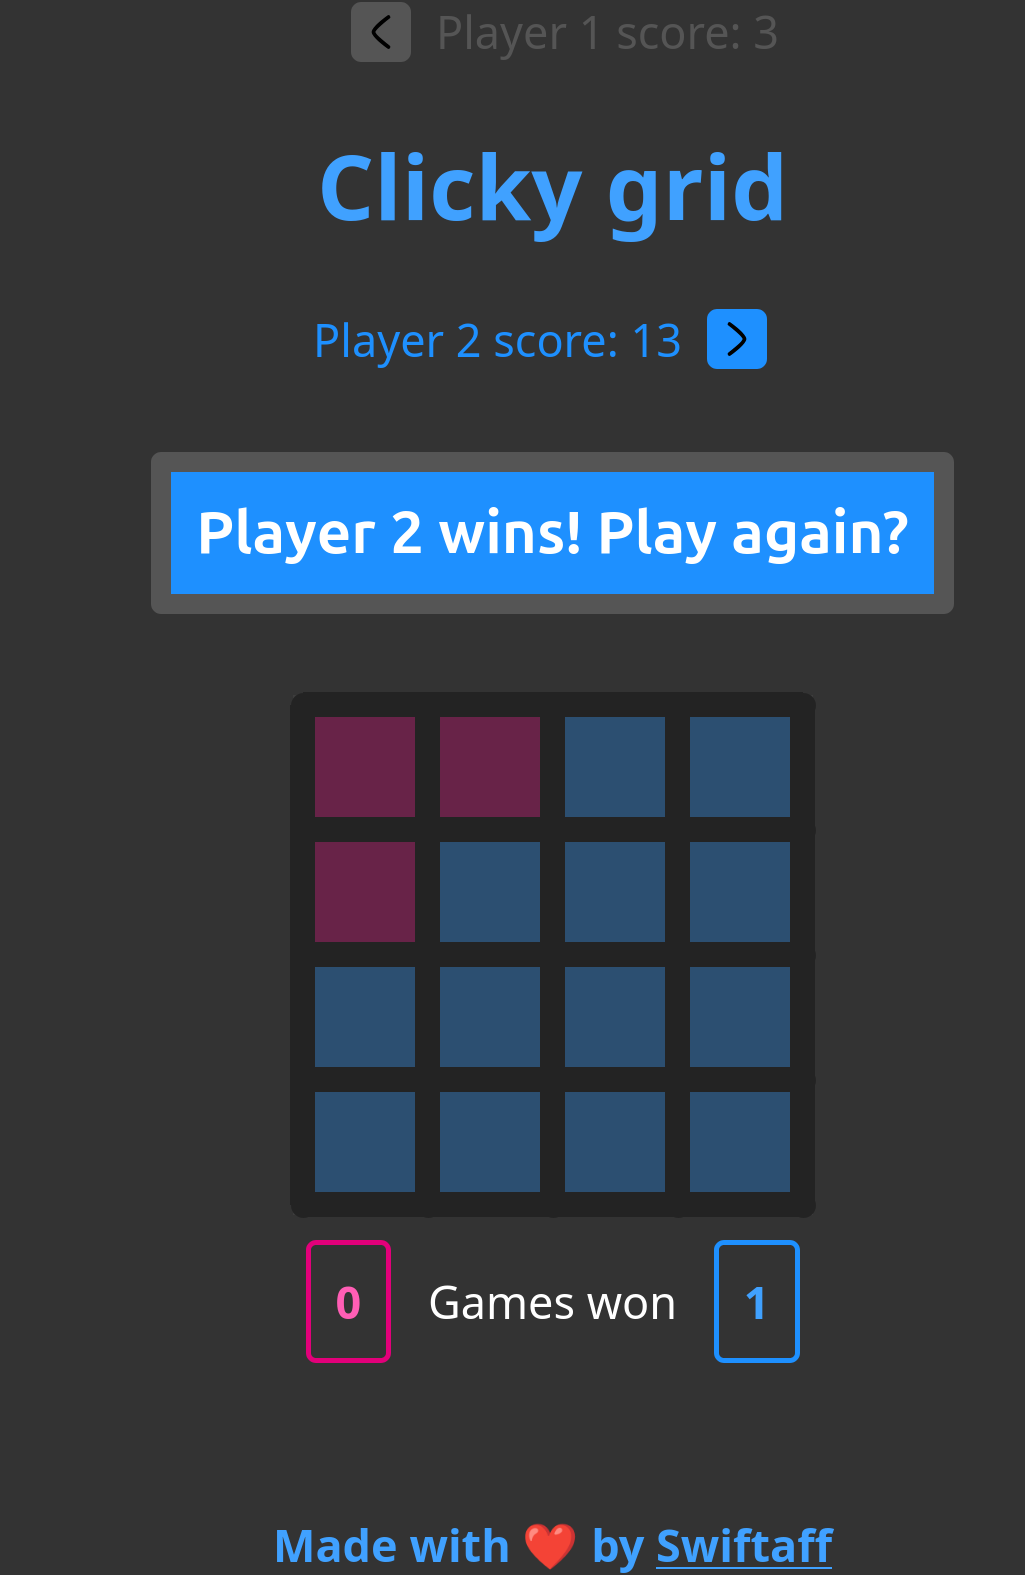 Player 1 score: 3
Clicky grid
Player 2 score: 13
Player 2 wins! Play again?
0 Games won 1
Made with ❤️ by Swiftaff